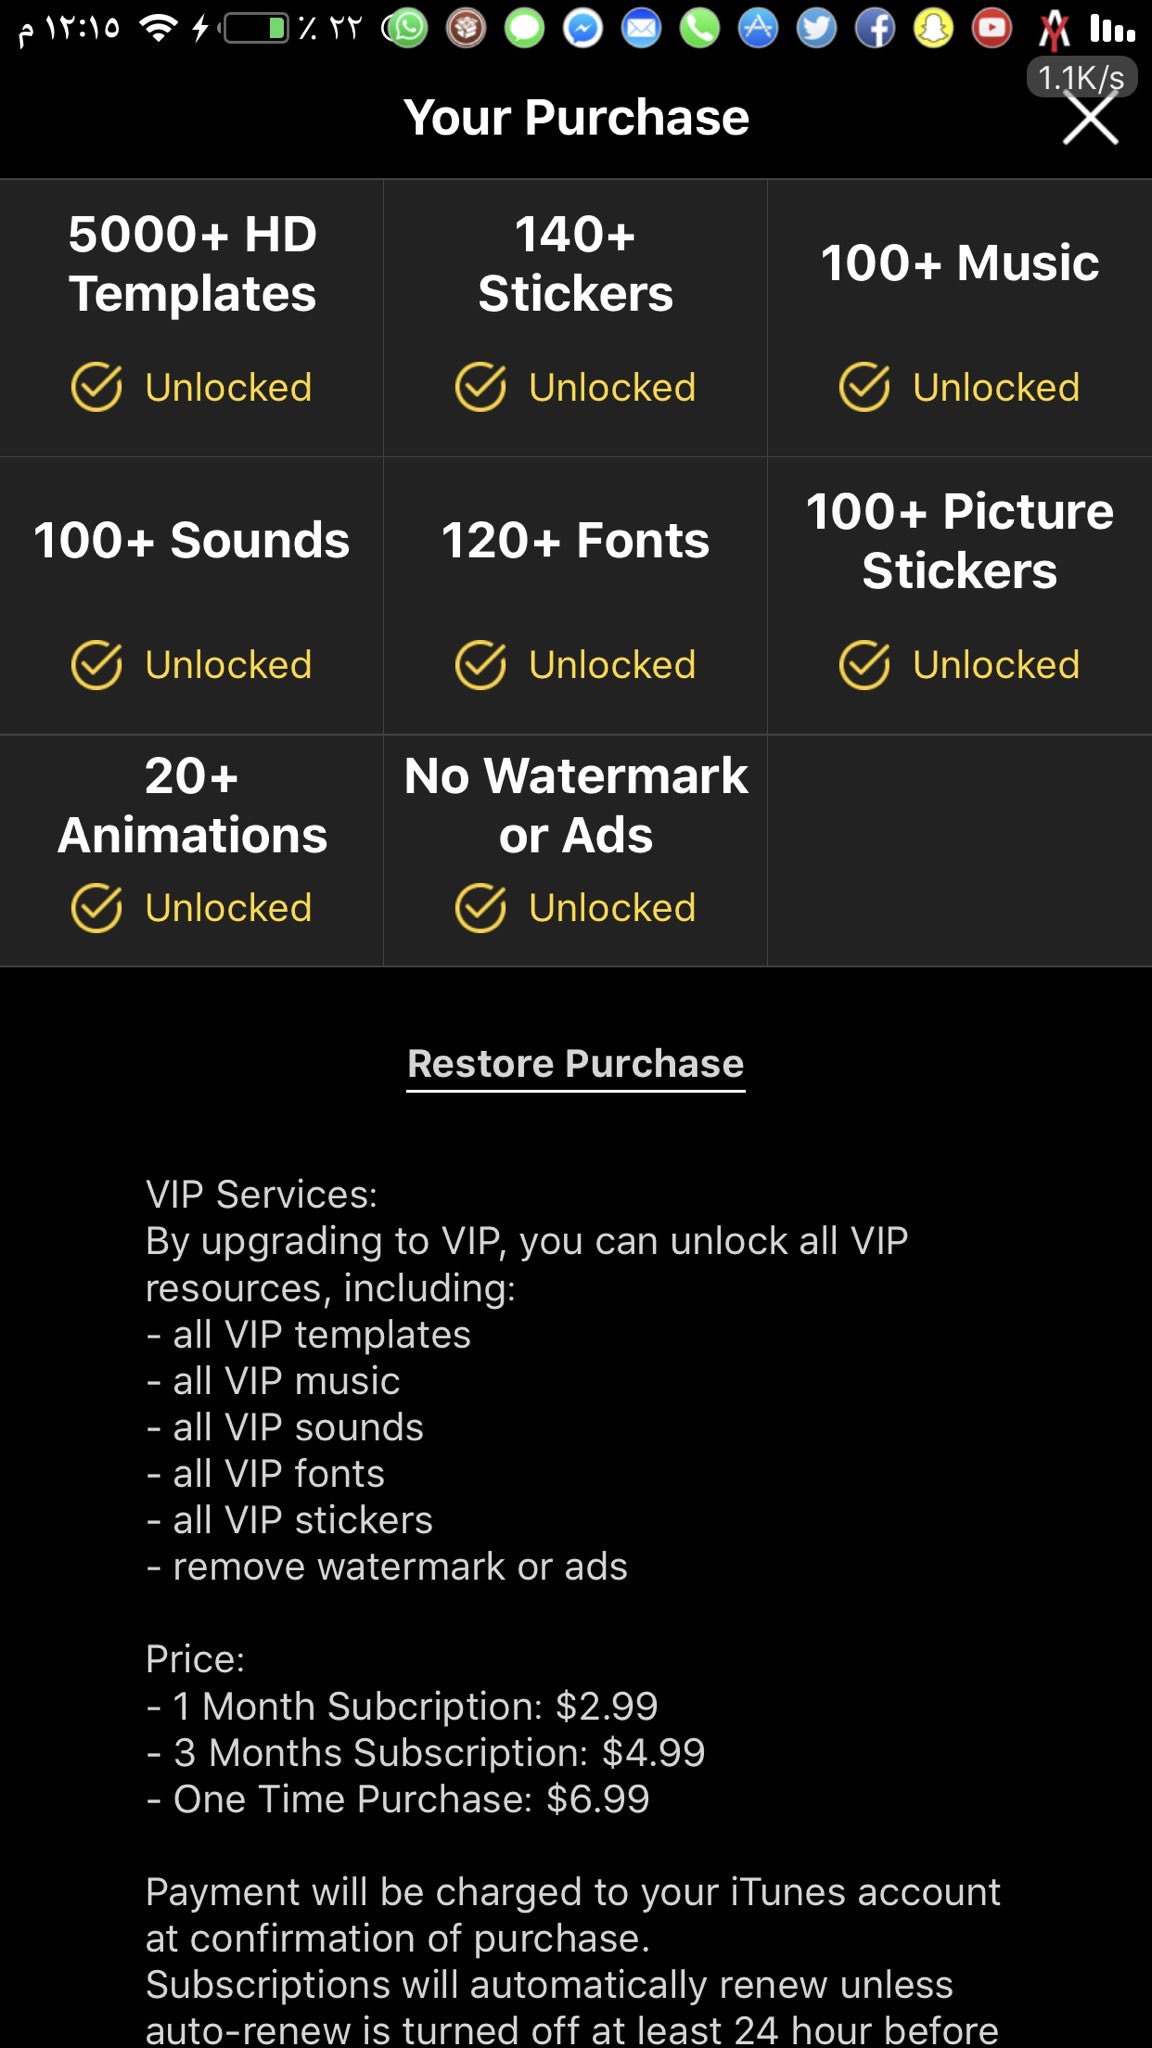 م ١٢:١٥ ٪ ٢٢
1.1K/s
Your Purchase
5000+ HD
Templates
Unlocked
140+
Stickers
Unlocked
100+ Music
Unlocked
100+ Sounds
Unlocked
120+ Fonts
Unlocked
100+ Picture
Stickers
Unlocked
20+
Animations
Unlocked
No Watermark
or Ads
Unlocked
Restore Purchase
VIP Services:
By upgrading to VIP, you can unlock all VIP
resources, including:
- all VIP templates
- all VIP music
- all VIP sounds
- all VIP fonts
- all VIP stickers
- remove watermark or ads
Price:
- 1 Month Subcription: $2.99
- 3 Months Subscription: $4.99
- One Time Purchase: $6.99
Payment will be charged to your iTunes account
at confirmation of purchase.
Subscriptions will automatically renew unless
auto-renew is turned off at least 24 hour before